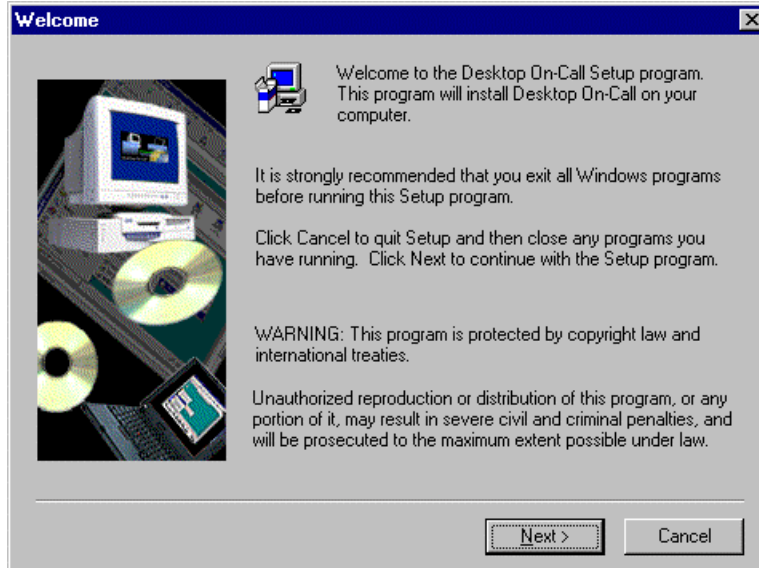 Welcome
Welcome to the Desktop On-Call Setup program.
This program will install Desktop On-Call on your
computer.
It is strongly recommended that you exit all Windows programs
before running this Setup program.
Click Cancel to quit Setup and then close any programs you
have running.  Click Next to continue with the Setup program.
WARNING: This program is protected by copyright law and
international treaties.
Unauthorized reproduction or distribution of this program, or any
portion of it, may result in severe civil and criminal penalties, and
will be prosecuted to the maximum extent possible under law.
Next >
Cancel